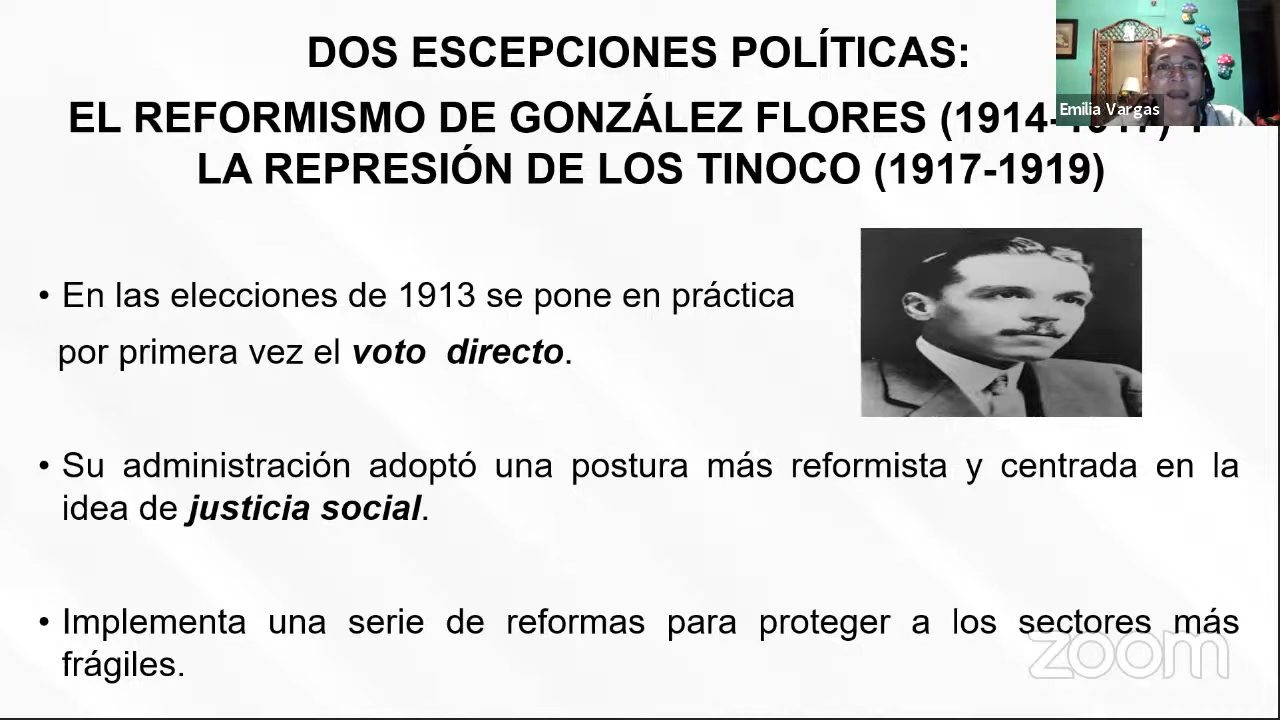 DOS ESCEPCIONES POLÍTICAS:
EL REFORMISMO DE GONZÁLEZ FLORES (1914-1917) Y
LA REPRESIÓN DE LOS TINOCO (1917-1919)
Emilia Vargas
• En las elecciones de 1913 se pone en práctica
por primera vez el voto directo.
• Su administración adoptó una postura más reformista y centrada en la
idea de justicia social.
• Implementa una serie de reformas para proteger a los sectores más
frágiles.
zoom